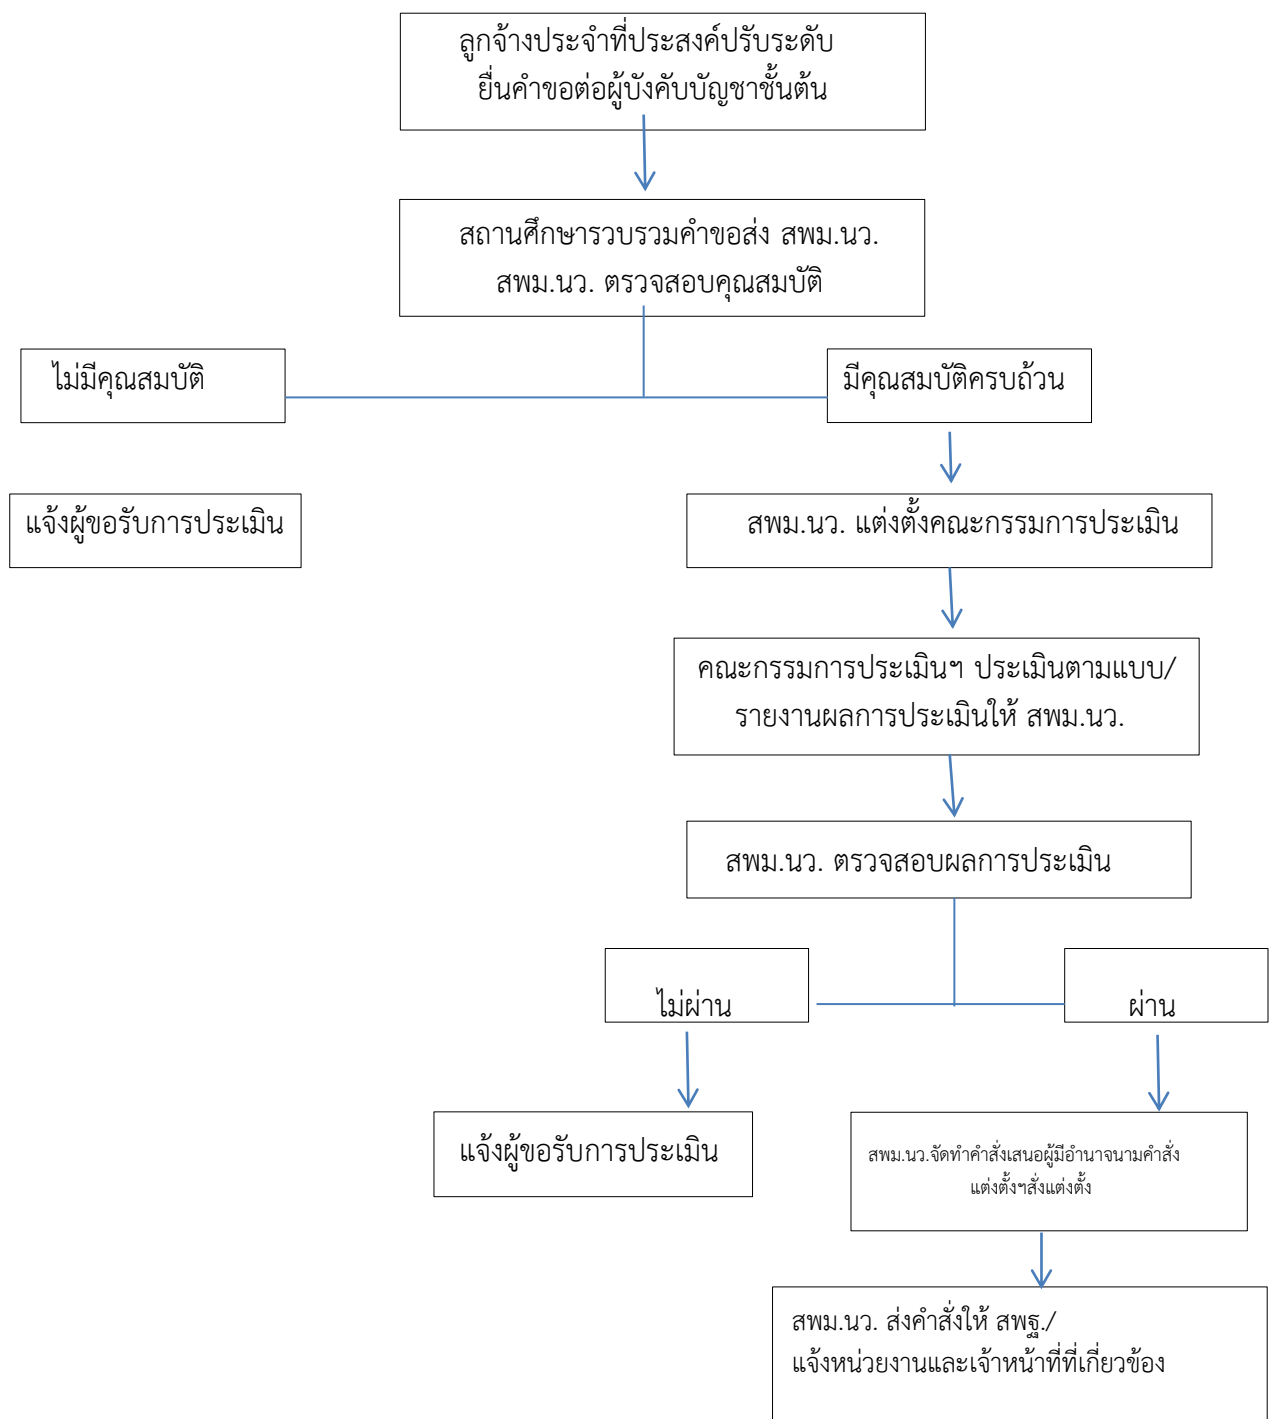 ลูกจ้างประจำที่ประสงค์ปรับระดับ
ยื่นคำขอต่อผู้บังคับบัญชาชั้นต้น
สถานศึกษารวบรวมคำขอส่ง สพม.นว.
สพม.นว. ตรวจสอบคุณสมบัติ
ไม่มีคุณสมบัติ
มีคุณสมบัติครบถ้วน
แจ้งผู้ขอรับการประเมิน
สพม.นว. แต่งตั้งคณะกรรมการประเมิน
คณะกรรมการประเมินฯ ประเมินตามแบบ/
รายงานผลการประเมินให้ สพม.นว.
สพม.นว. ตรวจสอบผลการประเมิน
ไม่ผ่าน
ผ่าน
แจ้งผู้ขอรับการประเมิน
สพม.นว.จัดทำคำสั่งเสนอผู้มีอำนาจนามคำสั่ง
แต่งตั้งฯสั่งแต่งตั้ง
สพม.นว. ส่งคำสั่งให้ สพฐ./
แจ้งหน่วยงานและเจ้าหน้าที่ที่เกี่ยวข้อง